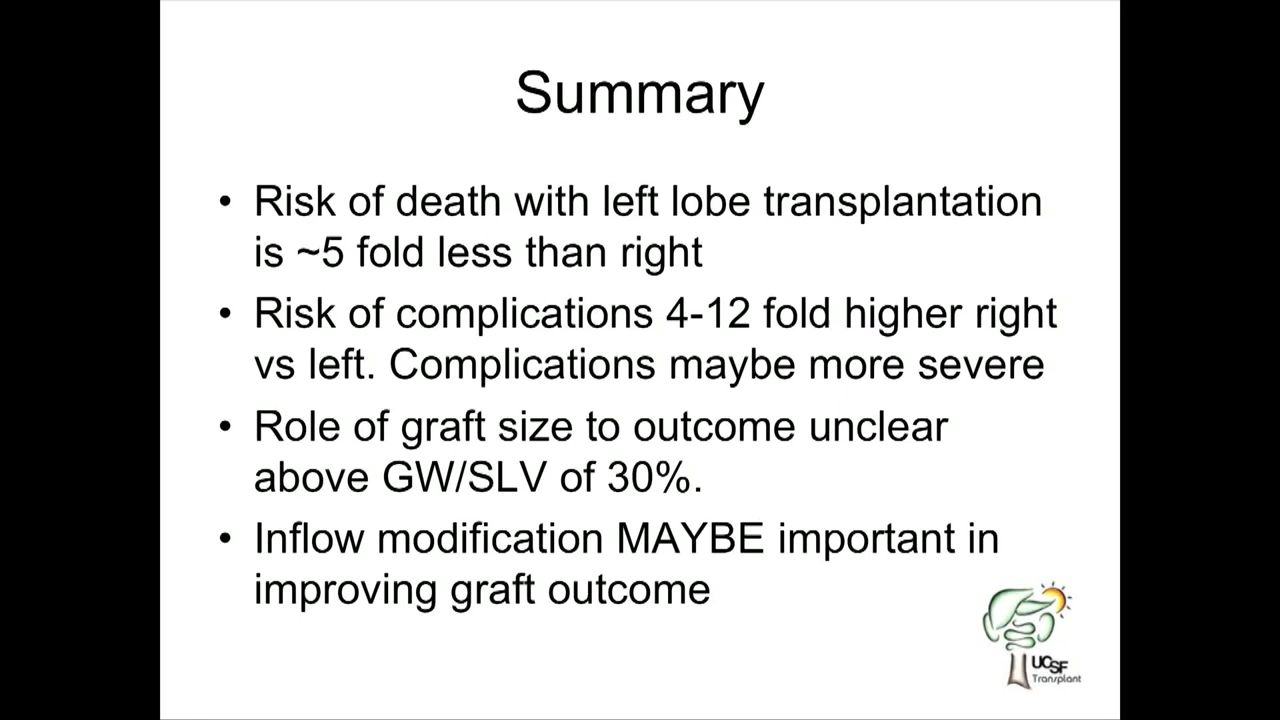 Summary
• Risk of death with left lobe transplantation
is ~5 fold less than right
• Risk of complications 4-12 fold higher right
vs left. Complications maybe more severe
• Role of graft size to outcome unclear
above GW/SLV of 30%.
• Inflow modification MAYBE important in
improving graft outcome
UCSF
Transplant